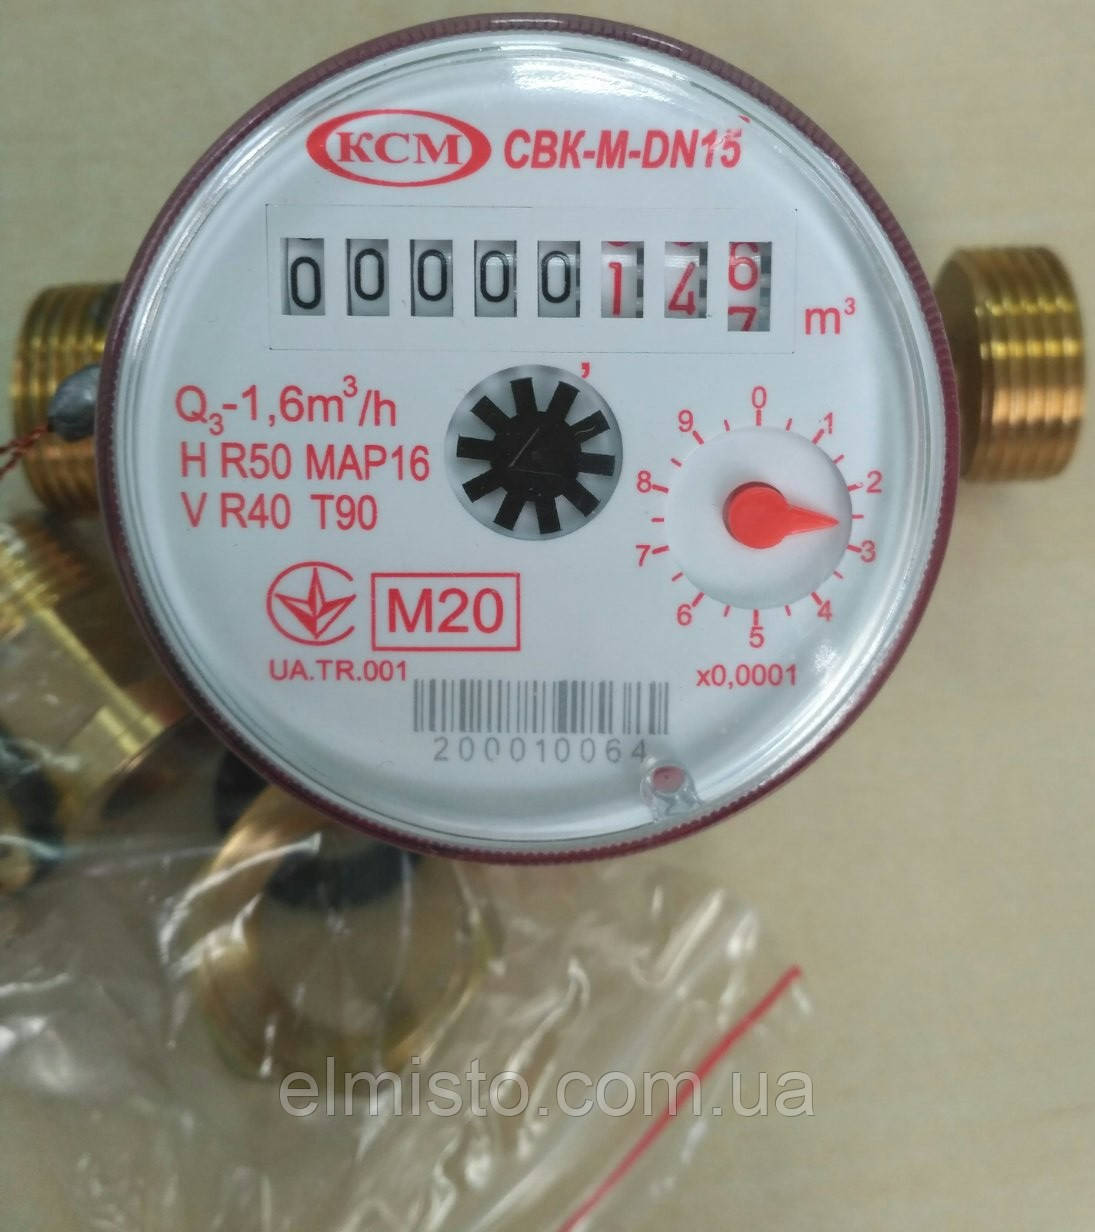 КСМ СВК-М-DN15
00000146 m³
7
,
Q3-1,6m³/h
H R50 MAP16
V R40 T90
0
1
2
3
4
5
6
7
8
9
M20
UA.TR.001
x0,0001
200010064
elmisto.com.ua